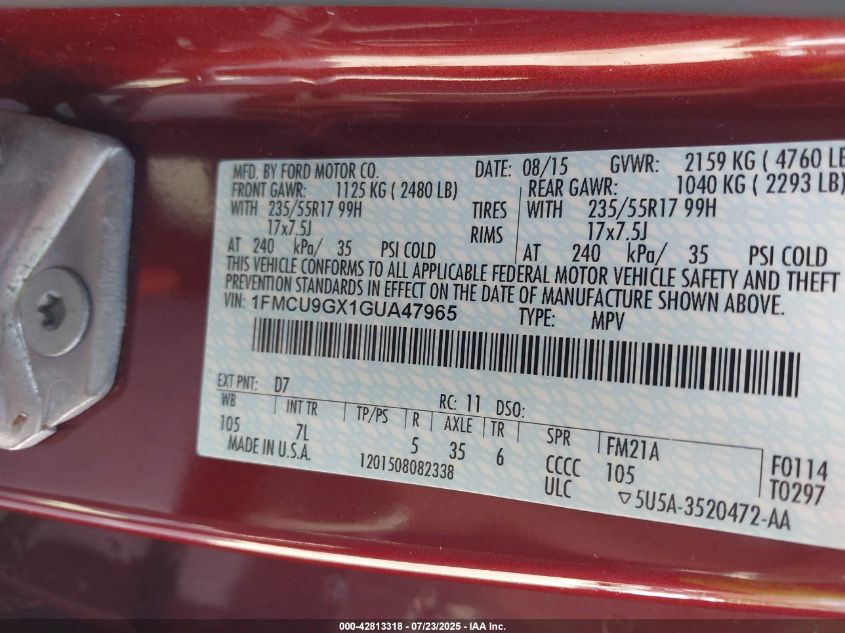 MFD. BY FORD MOTOR CO. DATE: 08/15 GVWR: 2159 KG ( 4760 LB
FRONT GAWR: 1125 KG ( 2480 LB) REAR GAWR: 1040 KG ( 2293 LB)
WITH 235/55R17 99H TIRES WITH 235/55R17 99H
17x7.5J RIMS 17x7.5J
AT 240 kPa/ 35 PSI COLD AT 240 kPa/ 35 PSI COLD
THIS VEHICLE CONFORMS TO ALL APPLICABLE FEDERAL MOTOR VEHICLE SAFETY AND THEFT
PREVENTION STANDARDS IN EFFECT ON THE DATE OF MANUFACTURE SHOWN ABOVE.
VIN: 1FMCU9GX1GUA47965 TYPE: MPV
EXT PNT: D7 RC: 11 DSO:
WB INT TR TP/PS R AXLE TR SPR FM21A F0114
105 7L 5 35 6 CCCC 105 T0297
MADE IN U.S.A. 1201508082338 ULC ▽5U5A-3520472-AA
000-42813318 - 07/23/2025 - IAA Inc.